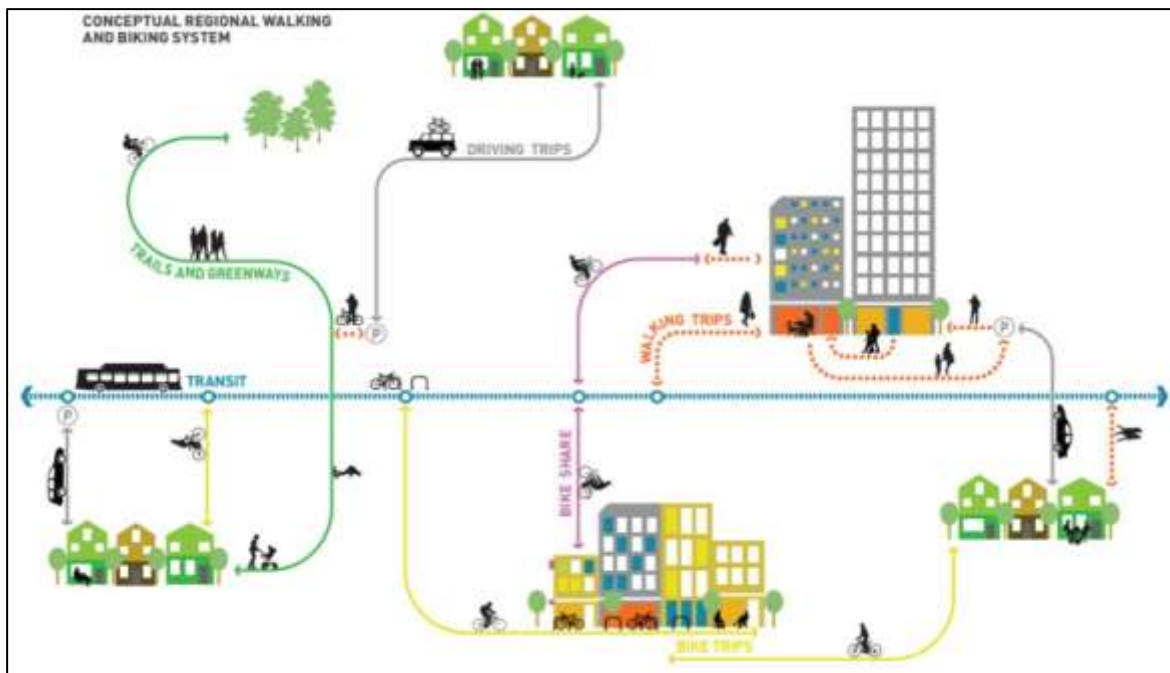 CONCEPTUAL REGIONAL WALKING
AND BIKING SYSTEM
DRIVING TRIPS
TRAILS AND GREENWAYS
P
WALKING TRIPS
P
TRANSIT
P
BIKE SHARE
BIKE TRIPS